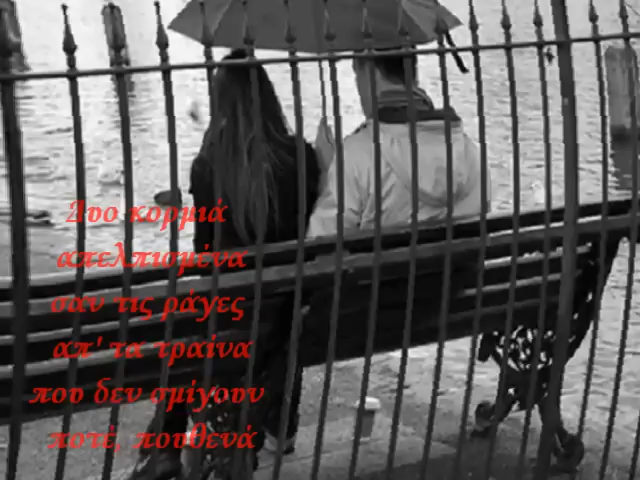 Δυο κορμιά
απελπισμένα
σαν τις ράγες
απ' τα τραίνα
που δεν σμίγουν
ποτέ, πουθενά